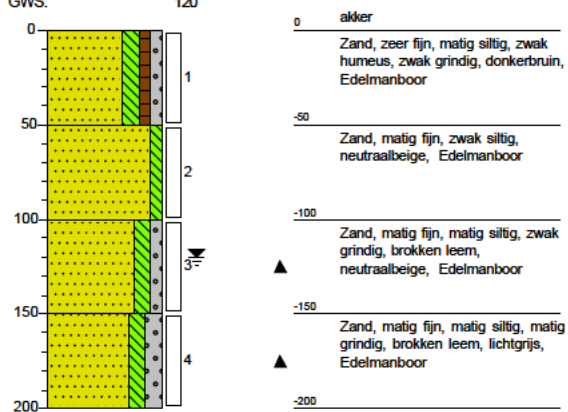 GWS. 120
0
50
100
150
200
1
2
3
4
0 akker
Zand, zeer fijn, matig siltig, zwak
humeus, zwak grindig, donkerbruin,
Edelmanboor
-50
Zand, matig fijn, zwak siltig,
neutraalbeige, Edelmanboor
-100
Zand, matig fijn, matig siltig, zwak
grindig, brokken leem,
neutraalbeige, Edelmanboor
-150
Zand, matig fijn, matig siltig, matig
grindig, brokken leem, lichtgrijs,
Edelmanboor
-200